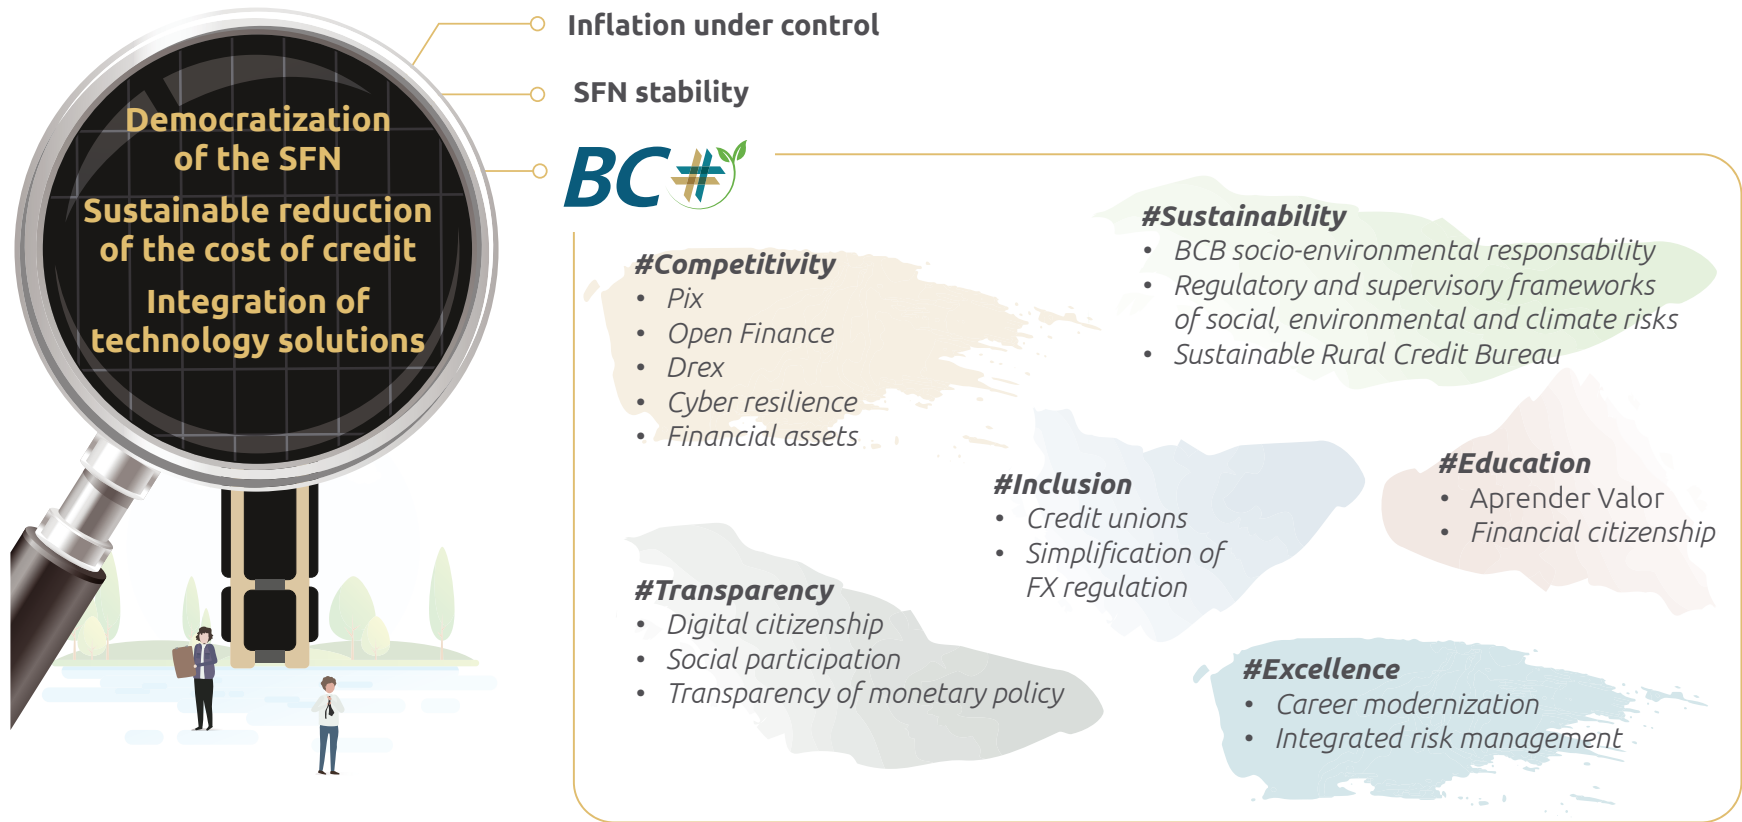 Democratization
of the SFN
Sustainable reduction
of the cost of credit
Integration of
technology solutions
Inflation under control
SFN stability
BC#
#Competitivity
• Pix
• Open Finance
• Drex
• Cyber resilience
• Financial assets
#Sustainability
• BCB socio-environmental responsability
• Regulatory and supervisory frameworks
of social, environmental and climate risks
• Sustainable Rural Credit Bureau
#Inclusion
• Credit unions
• Simplification of
FX regulation
#Education
• Aprender Valor
• Financial citizenship
#Transparency
• Digital citizenship
• Social participation
• Transparency of monetary policy
#Excellence
• Career modernization
• Integrated risk management